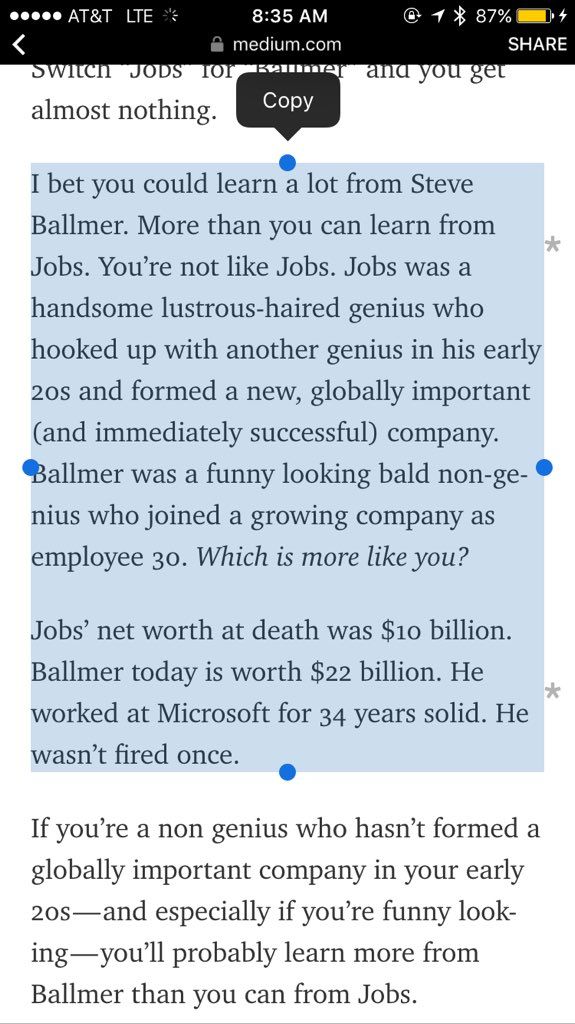 AT&T LTE 8:35 AM 87%
medium.com SHARE
Switch "Jobs" for "Ballmer" and you get
almost nothing.
Copy
I bet you could learn a lot from Steve
Ballmer. More than you can learn from
Jobs. You’re not like Jobs. Jobs was a
handsome lustrous-haired genius who
hooked up with another genius in his early
20s and formed a new, globally important
(and immediately successful) company.
Ballmer was a funny looking bald non-ge-
nius who joined a growing company as
employee 30. Which is more like you?
Jobs’ net worth at death was $10 billion.
Ballmer today is worth $22 billion. He
worked at Microsoft for 34 years solid. He
wasn’t fired once.
If you’re a non genius who hasn’t formed a
globally important company in your early
20s—and especially if you’re funny look-
ing—you’ll probably learn more from
Ballmer than you can from Jobs.